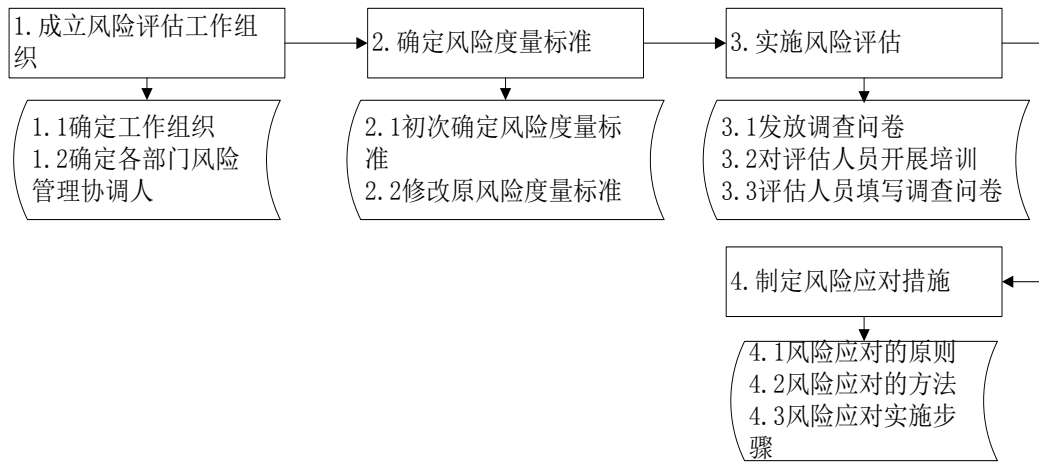 1.成立风险评估工作组
织
2.确定风险度量标准
3.实施风险评估
1.1确定工作组织
1.2确定各部门风险
管理协调人
2.1初次确定风险度量标
准
2.2修改原风险度量标准
3.1发放调查问卷
3.2对评估人员开展培训
3.3评估人员填写调查问卷
4.制定风险应对措施
4.1风险应对的原则
4.2风险应对的方法
4.3风险应对实施步
骤